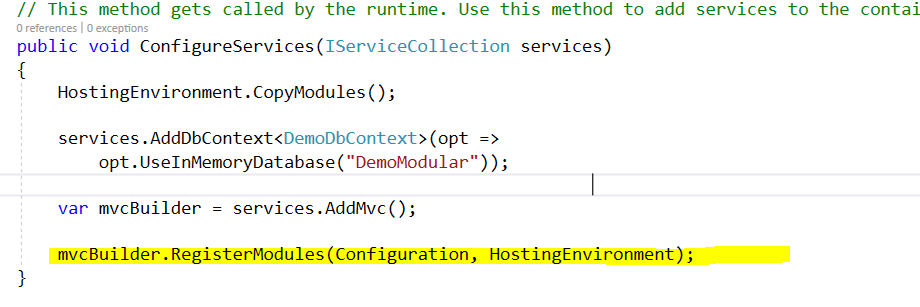 // This method gets called by the runtime. Use this method to add services to the contai
0 references | 0 exceptions
public void ConfigureServices(IServiceCollection services)
{
HostingEnvironment.CopyModules();
services.AddDbContext<DemoDbContext>(opt =>
opt.UseInMemoryDatabase("DemoModular"));
var mvcBuilder = services.AddMvc();
mvcBuilder.RegisterModules(Configuration, HostingEnvironment);
}